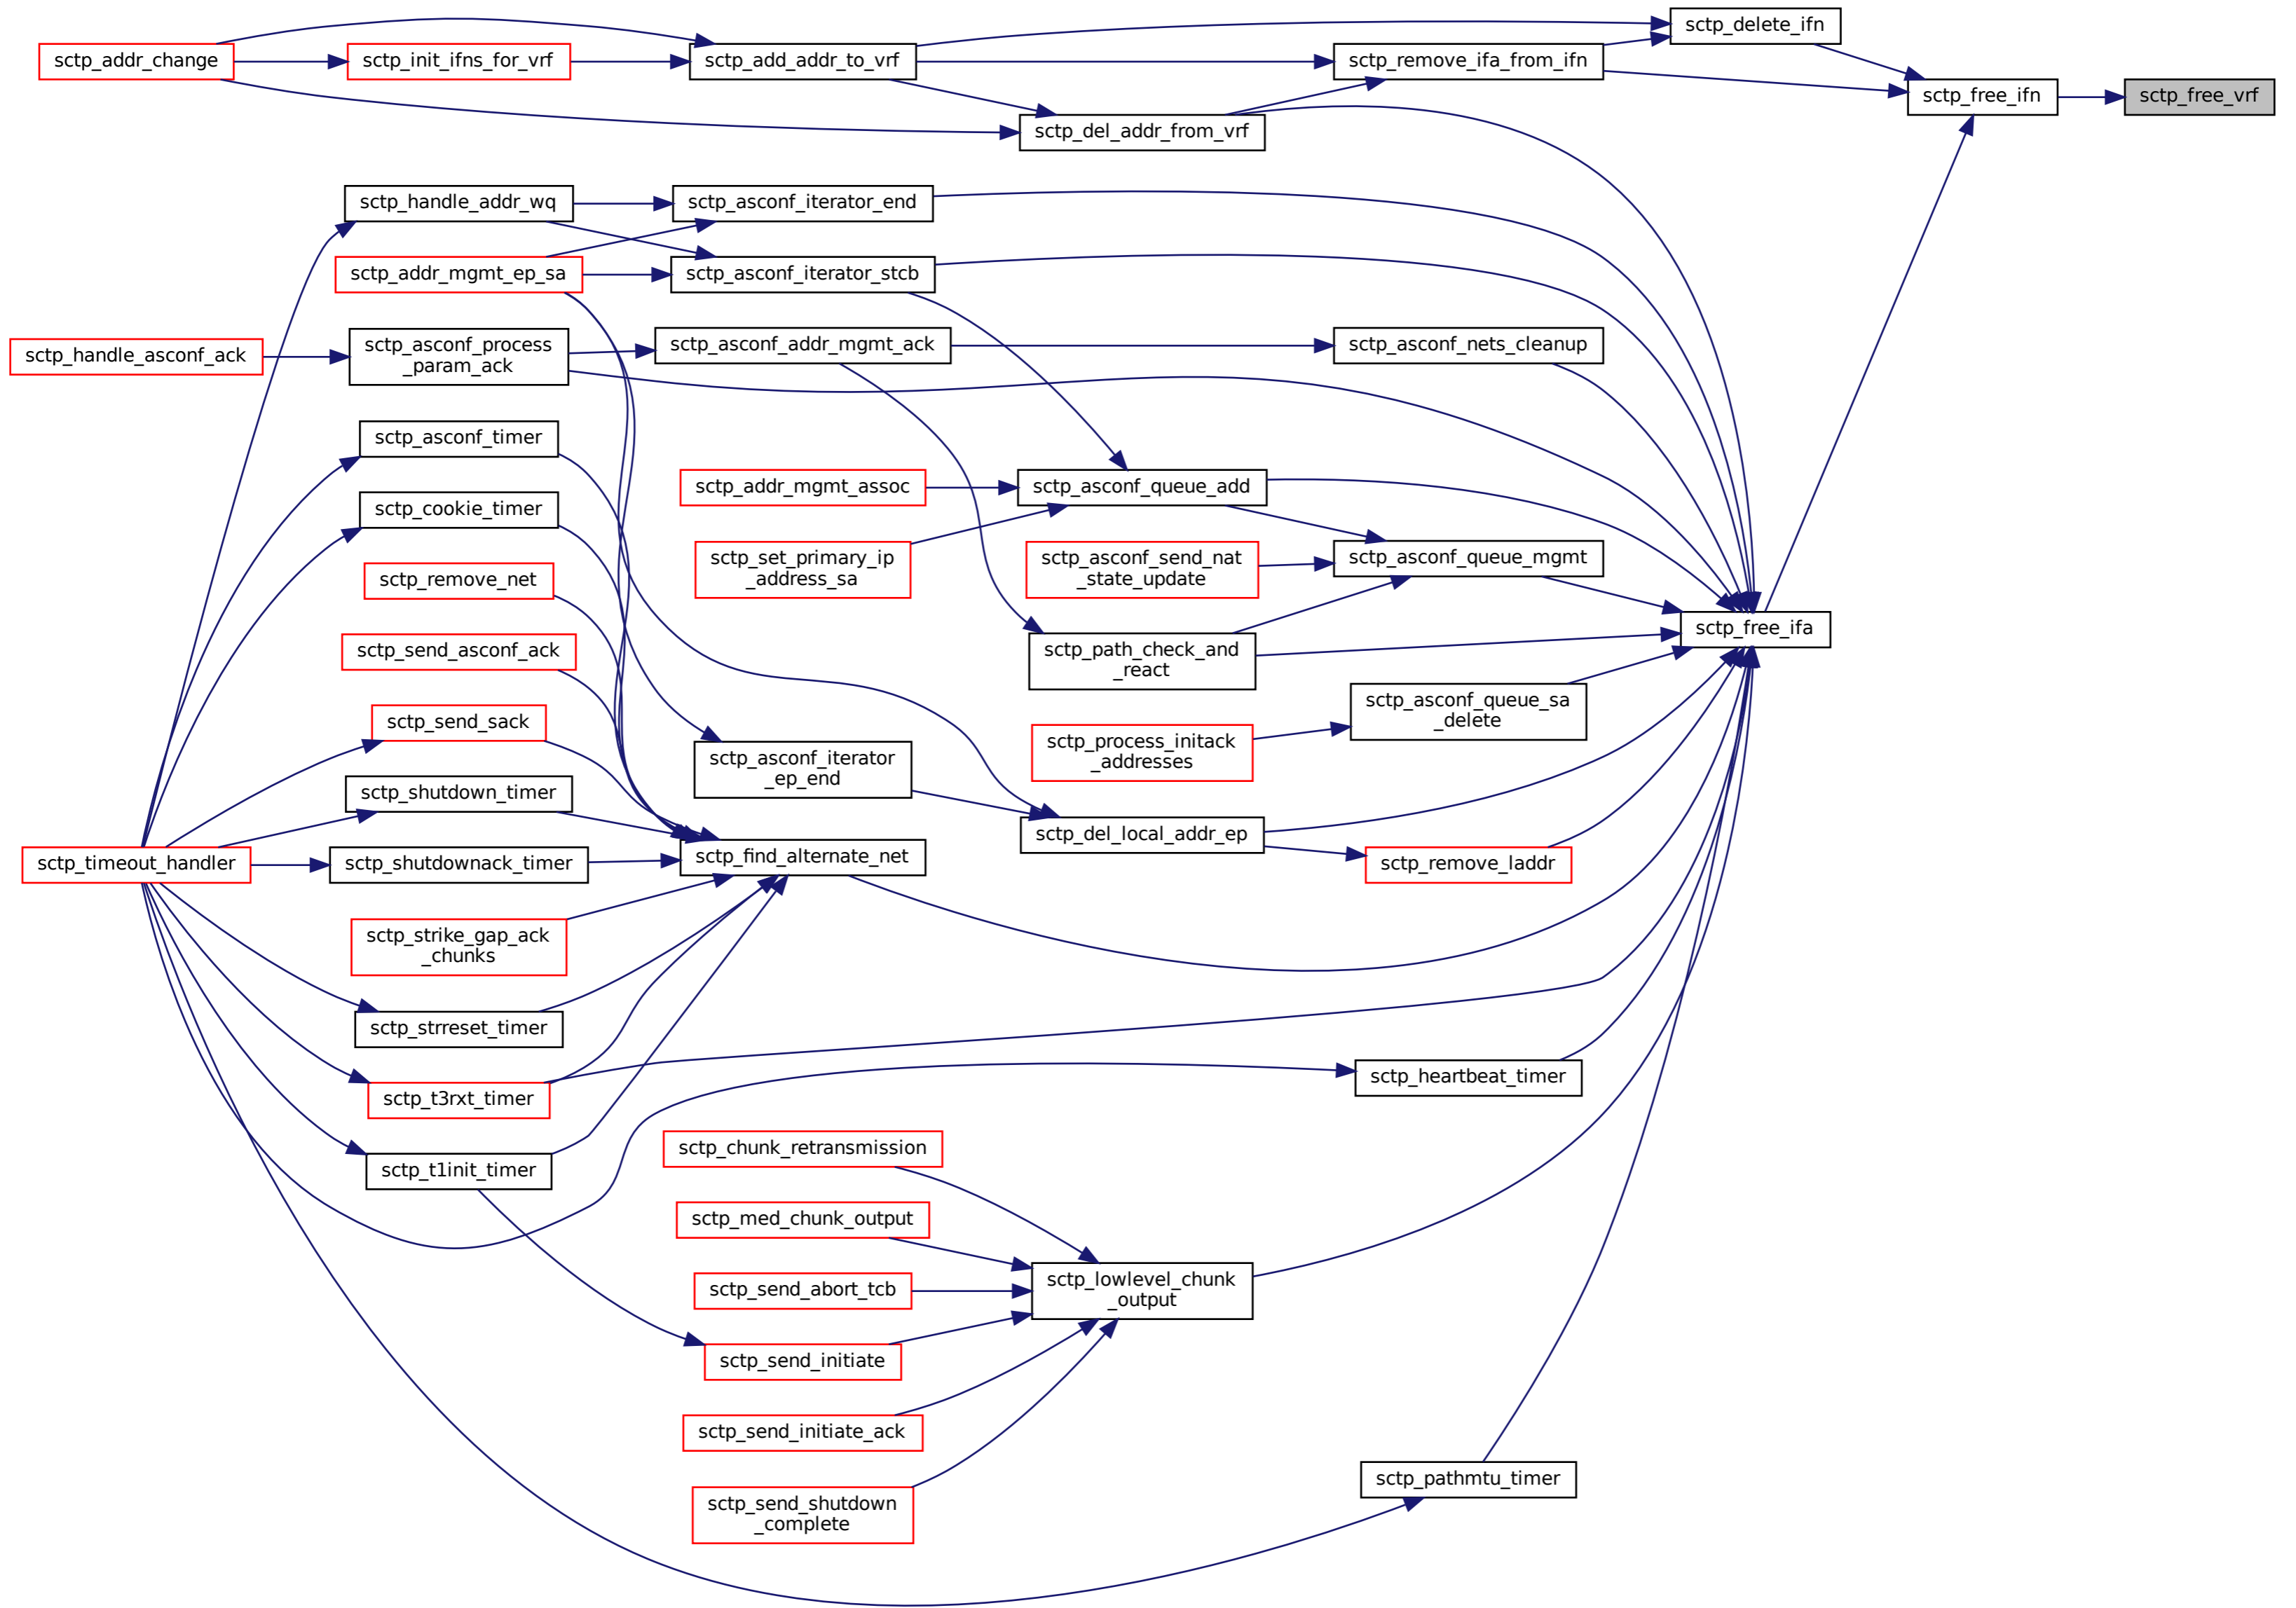 sctp_delete_ifn
sctp_addr_change
sctp_init_ifns_for_vrf
sctp_add_addr_to_vrf
sctp_remove_ifa_from_ifn
sctp_free_ifn
sctp_free_vrf
sctp_del_addr_from_vrf
sctp_handle_addr_wq
sctp_asconf_iterator_end
sctp_addr_mgmt_ep_sa
sctp_asconf_iterator_stcb
sctp_handle_asconf_ack
sctp_asconf_process
_param_ack
sctp_asconf_addr_mgmt_ack
sctp_asconf_nets_cleanup
sctp_asconf_timer
sctp_addr_mgmt_assoc
sctp_asconf_queue_add
sctp_cookie_timer
sctp_set_primary_ip
_address_sa
sctp_asconf_send_nat
_state_update
sctp_asconf_queue_mgmt
sctp_remove_net
sctp_free_ifa
sctp_send_asconf_ack
sctp_path_check_and
_react
sctp_asconf_queue_sa
_delete
sctp_send_sack
sctp_process_initack
_addresses
sctp_asconf_iterator
_ep_end
sctp_shutdown_timer
sctp_del_local_addr_ep
sctp_timeout_handler
sctp_shutdownack_timer
sctp_find_alternate_net
sctp_remove_laddr
sctp_strike_gap_ack
_chunks
sctp_strreset_timer
sctp_heartbeat_timer
sctp_t3rxt_timer
sctp_chunk_retransmission
sctp_t1init_timer
sctp_med_chunk_output
sctp_send_abort_tcb
sctp_lowlevel_chunk
_output
sctp_send_initiate
sctp_send_initiate_ack
sctp_pathmtu_timer
sctp_send_shutdown
_complete